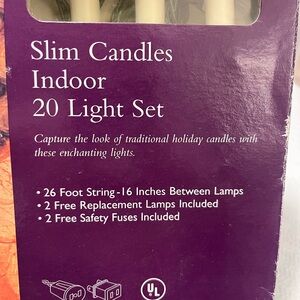 Slim Candles
Indoor
20 Light Set
Capture the look of traditional holiday candles with
these enchanting lights.
• 26 Foot String-16 Inches Between Lamps
• 2 Free Replacement Lamps Included
• 2 Free Safety Fuses Included
UL